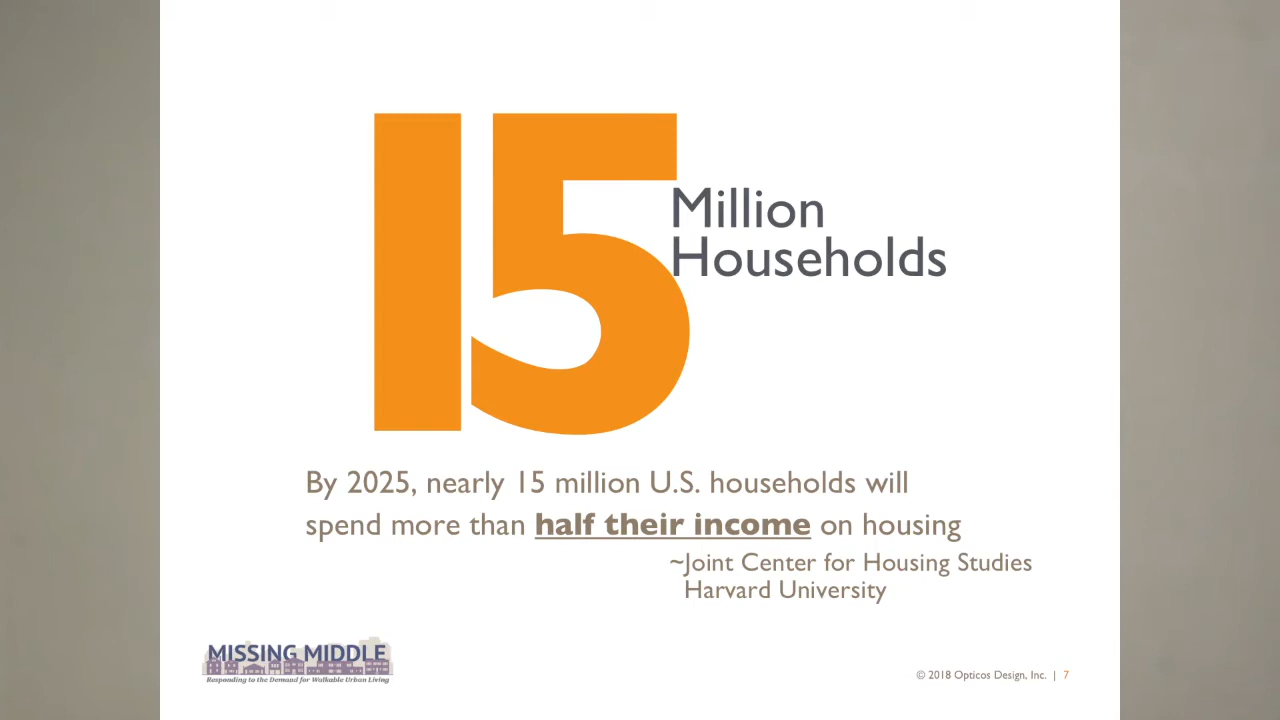 15
Million
Households
By 2025, nearly 15 million U.S. households will
spend more than half their income on housing
~Joint Center for Housing Studies
Harvard University
MISSING MIDDLE
Responding to the Demand for Walkable Urban Living
© 2018 Opticos Design, Inc. | 7